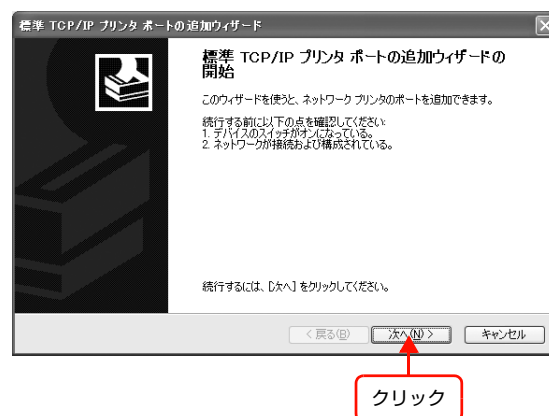 標準 TCP/IP プリンタ ポートの追加ウィザード
標準 TCP/IP プリンタ ポートの追加ウィザードの
開始
このウィザードを使うと、ネットワーク プリンタのポートを追加できます。
続行する前に以下の点を確認してください:
1. デバイスのスイッチがオンになっている。
2. ネットワークが接続および構成されている。
続行するには、[次へ] をクリックしてください。
< 戻る(B)
次へ(N) >
キャンセル
クリック